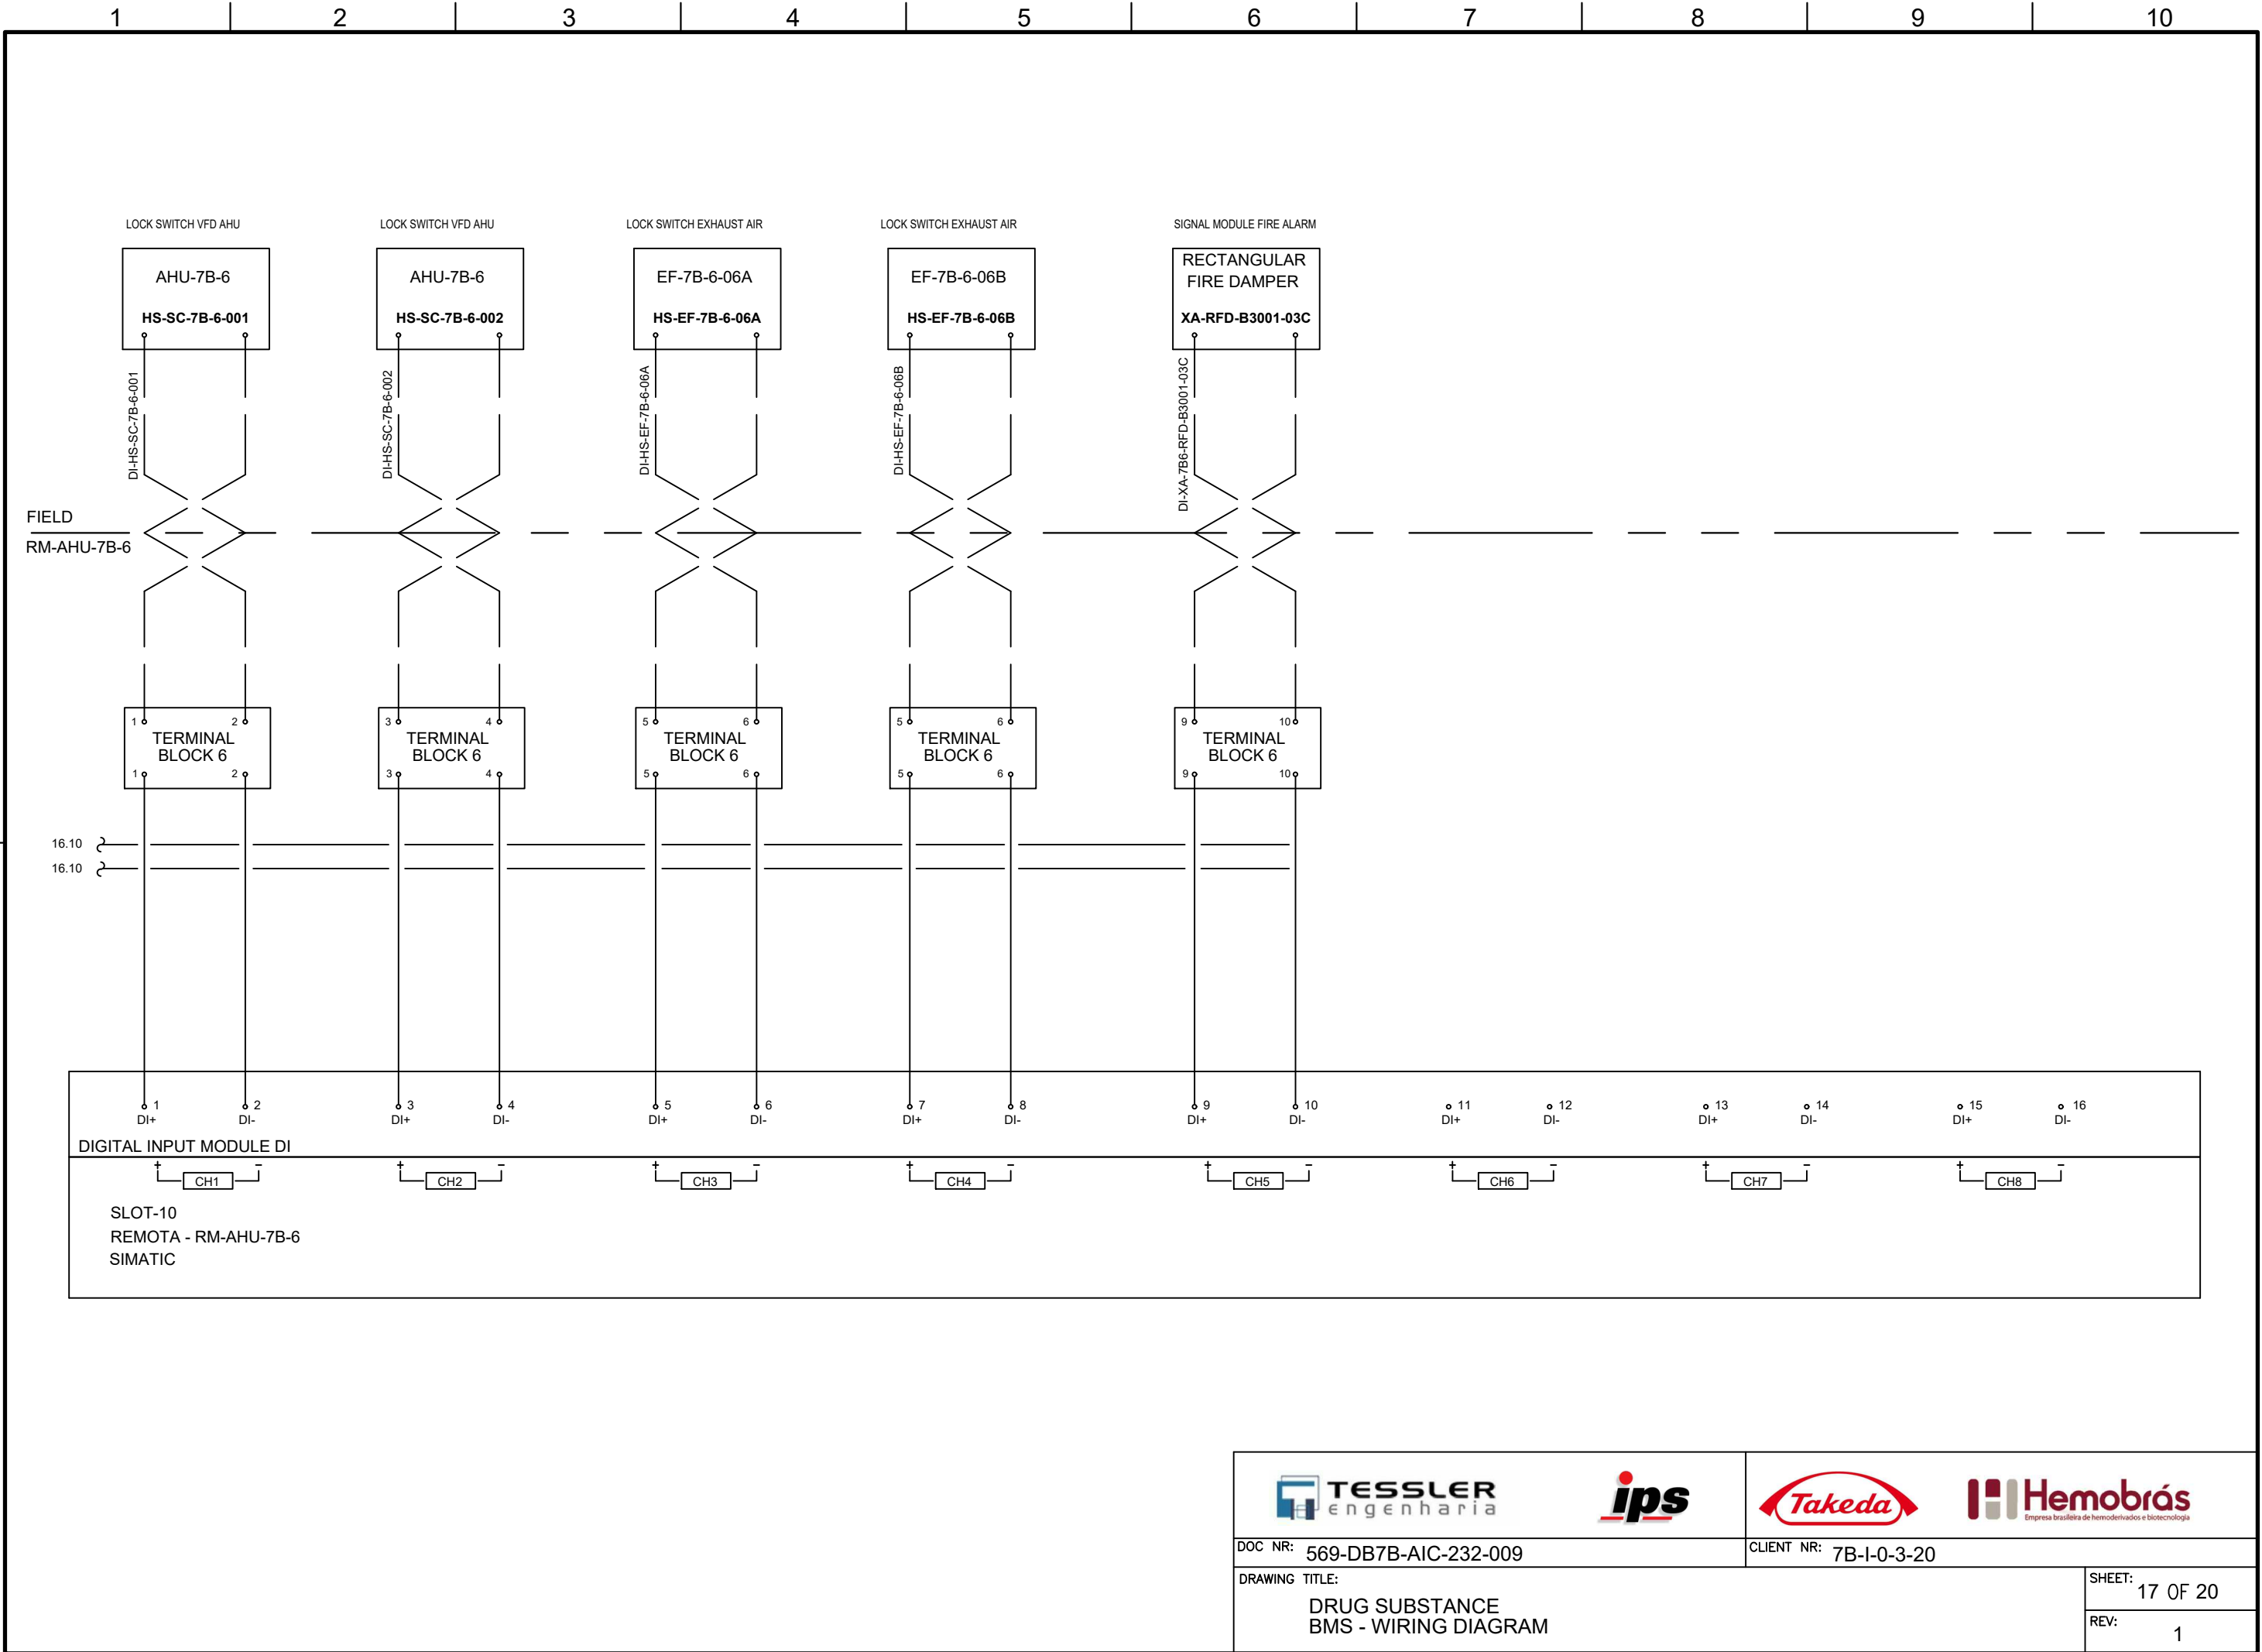 1 2 3 4 5 6 7 8 9 10
LOCK SWITCH VFD AHU
LOCK SWITCH VFD AHU
LOCK SWITCH EXHAUST AIR
LOCK SWITCH EXHAUST AIR
SIGNAL MODULE FIRE ALARM
AHU-7B-6
HS-SC-7B-6-001
AHU-7B-6
HS-SC-7B-6-002
EF-7B-6-06A
HS-EF-7B-6-06A
EF-7B-6-06B
HS-EF-7B-6-06B
RECTANGULAR
FIRE DAMPER
XA-RFD-B3001-03C
DI-HS-SC-7B-6-001
DI-HS-SC-7B-6-002
DI-HS-EF-7B-6-06A
DI-HS-EF-7B-6-06B
DI-XA-7B6-RFD-B3001-03C
FIELD
RM-AHU-7B-6
1 2
TERMINAL
BLOCK 6
1 2
3 4
TERMINAL
BLOCK 6
3 4
5 6
TERMINAL
BLOCK 6
5 6
5 6
TERMINAL
BLOCK 6
5 6
9 10
TERMINAL
BLOCK 6
9 10
16.10
16.10
1 2 3 4 5 6 7 8 9 10 11 12 13 14 15 16
DI+ DI- DI+ DI- DI+ DI- DI+ DI- DI+ DI- DI+ DI- DI+ DI- DI+ DI-
DIGITAL INPUT MODULE DI
+ - + - + - + - + - + - + - + -
CH1 CH2 CH3 CH4 CH5 CH6 CH7 CH8
SLOT-10
REMOTA - RM-AHU-7B-6
SIMATIC
TESSLER
engenharia
ips
Takeda
Hemobrás
Empresa brasileira de hemoderivados e biotecnologia
DOC NR: 569-DB7B-AIC-232-009
CLIENT NR: 7B-I-0-3-20
DRAWING TITLE:
DRUG SUBSTANCE
BMS - WIRING DIAGRAM
SHEET: 17 OF 20
REV: 1